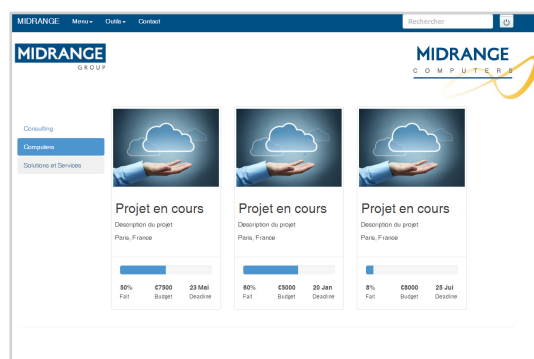 MIDRANGE Menu Outils Contact Rechercher
MIDRANGE
GROUP
MIDRANGE
COMPUTERS
Consulting
Computers
Solutions et Services
Projet en cours
Description du projet
Paris, France
50% €7500 23 Mai
Fait Budget Deadline
Projet en cours
Description du projet
Paris, France
60% €5000 20 Jan
Fait Budget Deadline
Projet en cours
Description du projet
Paris, France
8% €8000 25 Jul
Fait Budget Deadline